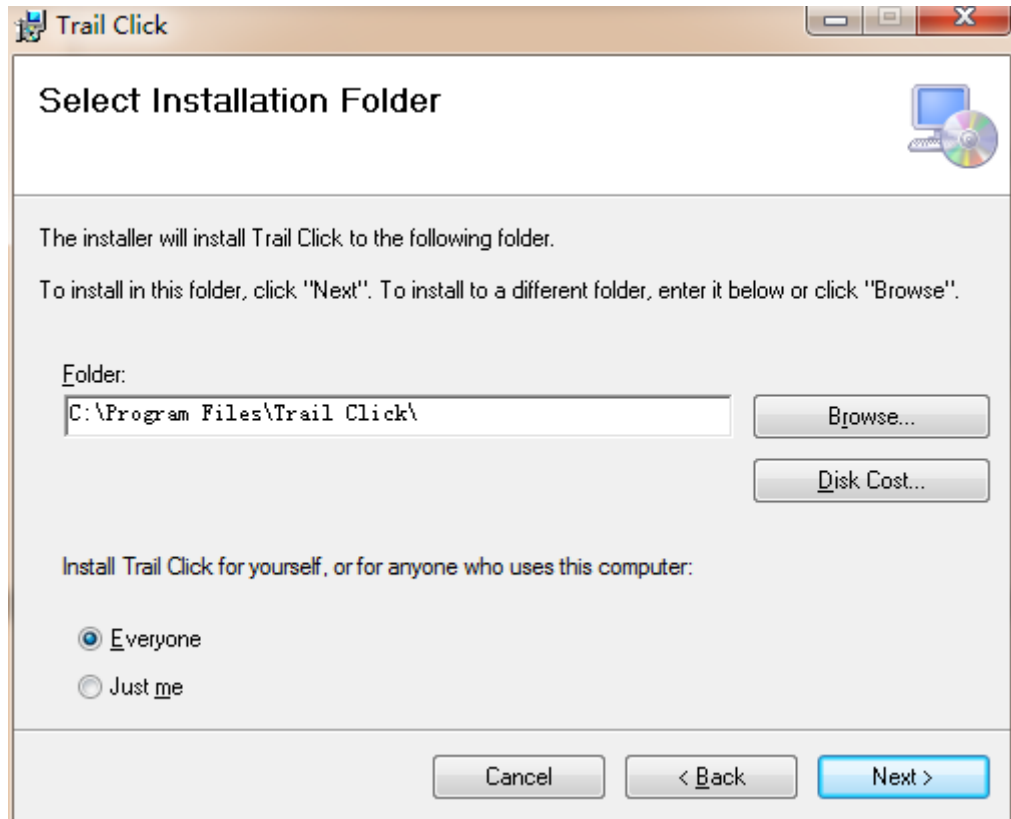 Trail Click
Select Installation Folder
The installer will install Trail Click to the following folder.
To install in this folder, click "Next". To install to a different folder, enter it below or click "Browse".
Folder:
C:\Program Files\Trail Click\
Browse...
Disk Cost...
Install Trail Click for yourself, or for anyone who uses this computer:
Everyone
Just me
Cancel
< Back
Next >